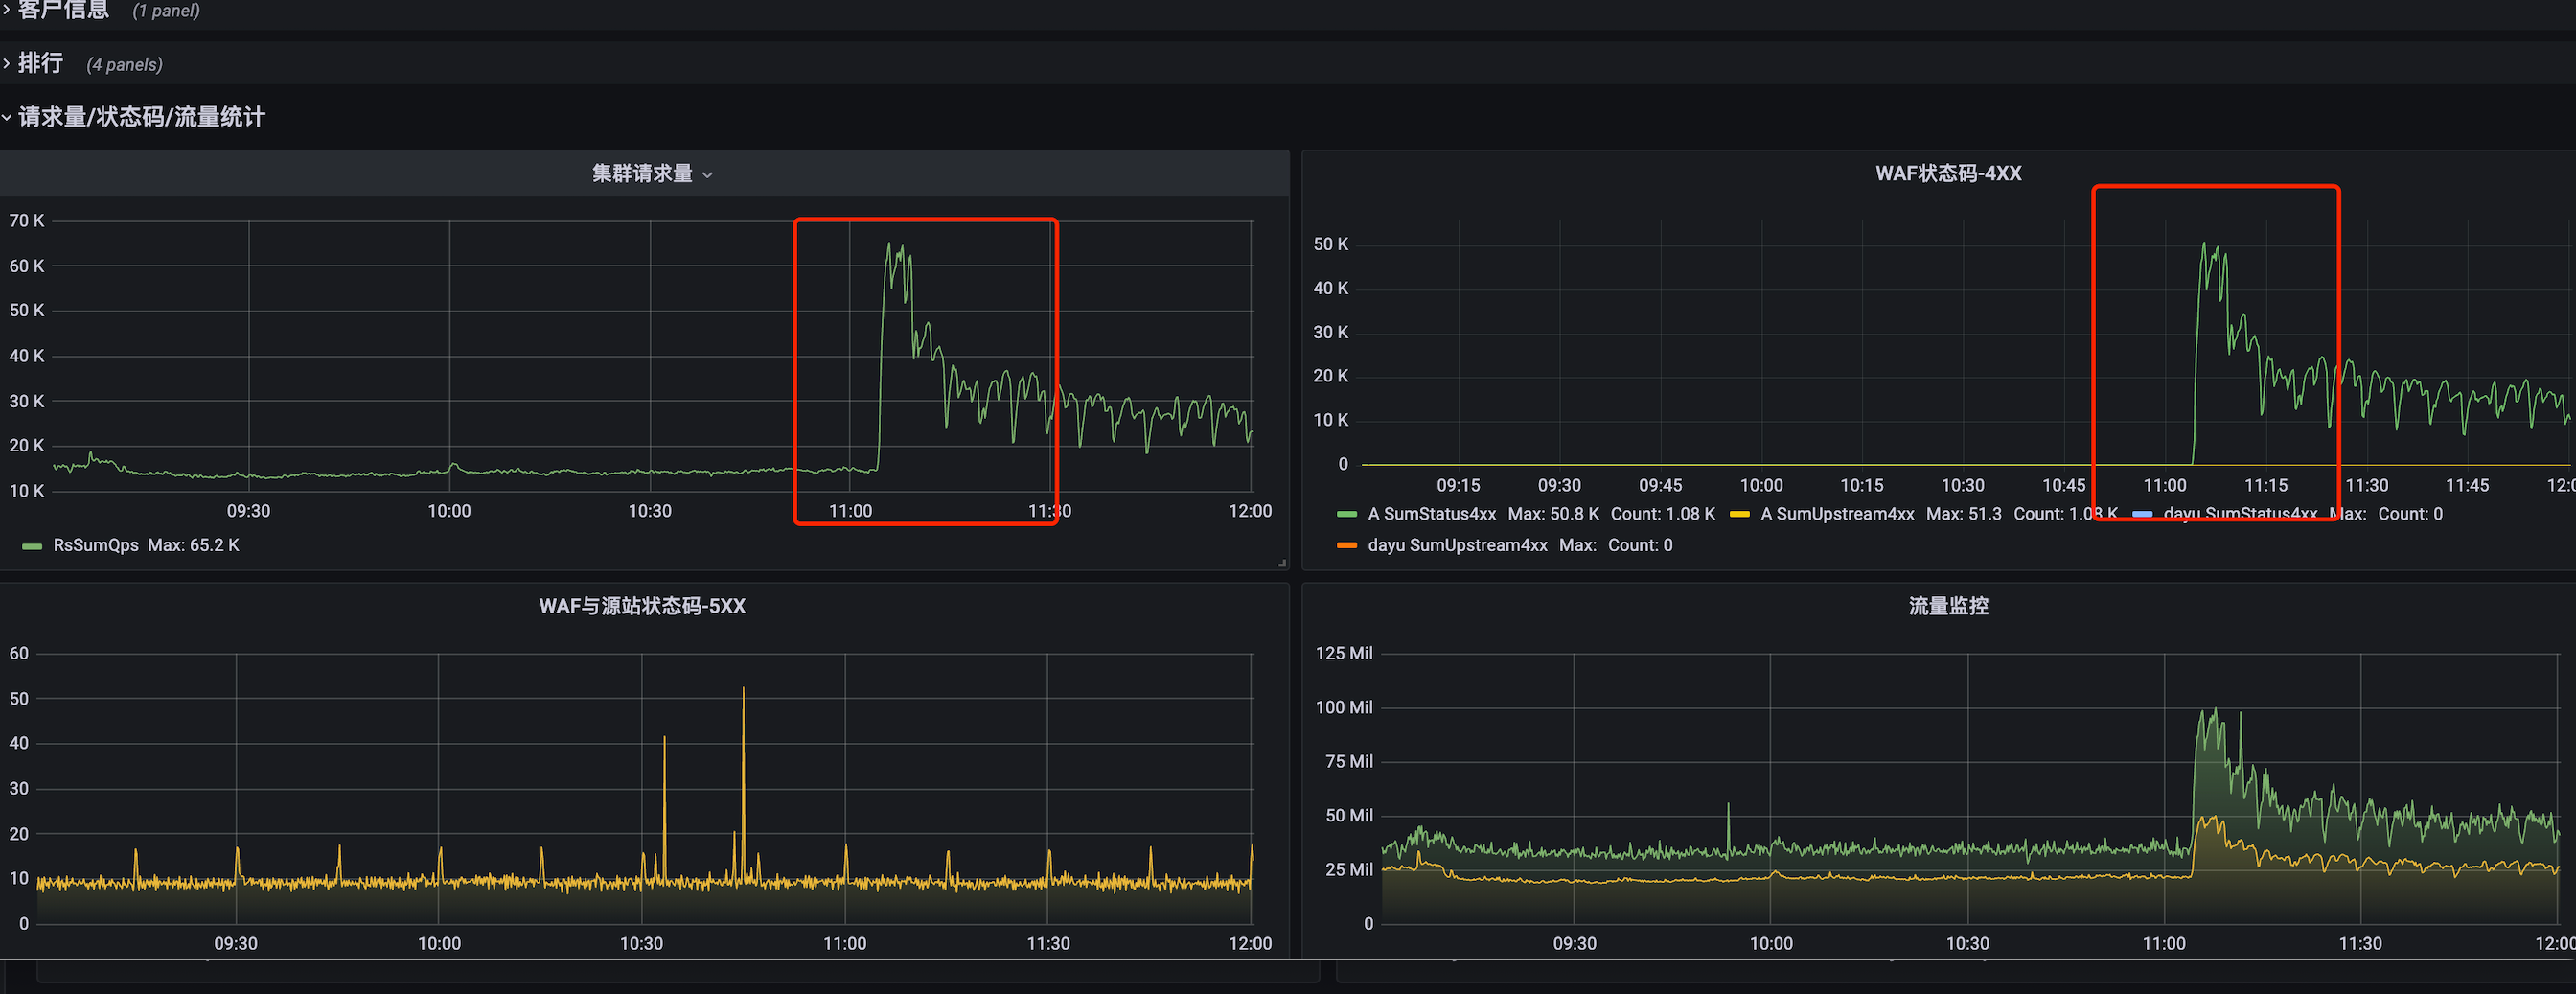 客户信息 (1 panel)
排行 (4 panels)
请求量/状态码/流量统计
集群请求量
70 K
60 K
50 K
40 K
30 K
20 K
10 K
09:30 10:00 10:30 11:00 11:30 12:00
RsSumQps Max: 65.2 K
WAF状态码-4XX
50 K
40 K
30 K
20 K
10 K
0
09:15 09:30 09:45 10:00 10:15 10:30 10:45 11:00 11:15 11:30 11:45 12:0
A SumStatus4xx Max: 50.8 K Count: 1.08 K A SumUpstream4xx Max: 51.3 Count: 1.08 K dayu SumStatus4xx Max: Count: 0
dayu SumUpstream4xx Max: Count: 0
WAF与源站状态码-5XX
60
50
40
30
20
10
0
09:30 10:00 10:30 11:00 11:30 12:00
流量监控
125 Mil
100 Mil
75 Mil
50 Mil
25 Mil
0
09:30 10:00 10:30 11:00 11:30 12:00